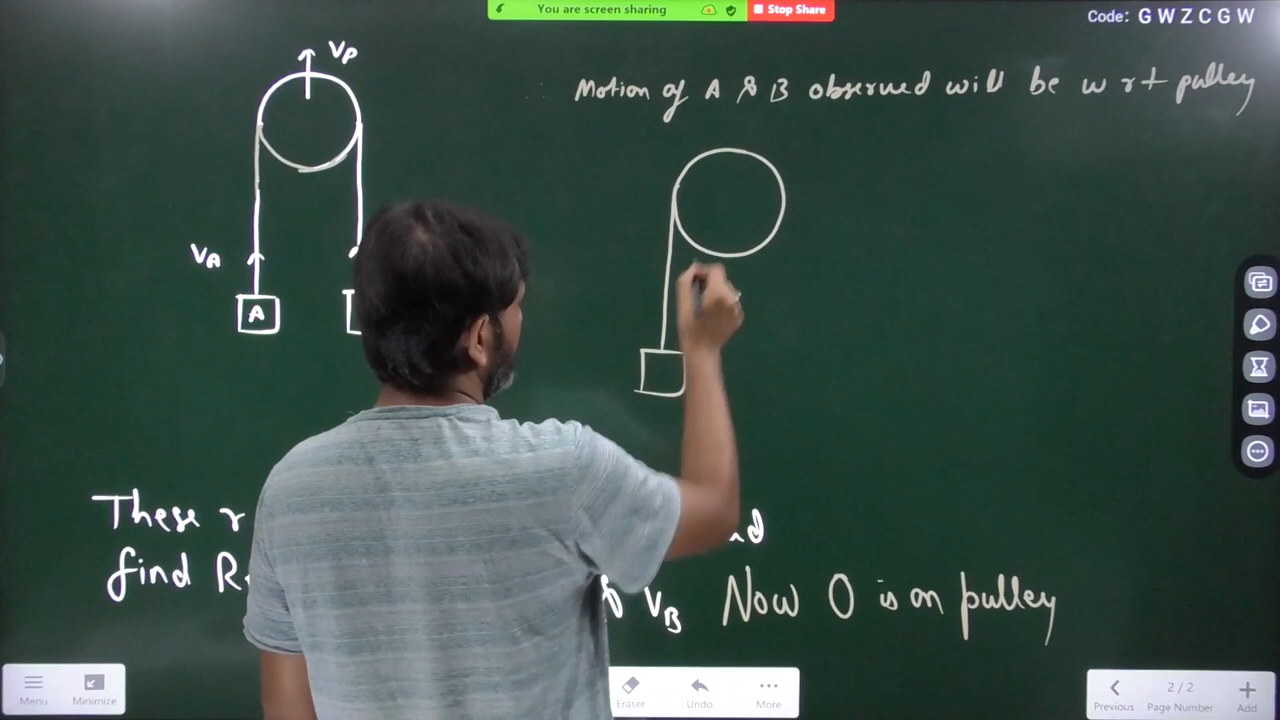 You are screen sharing
Stop Share
Code: G W Z C G W
VP
Motion of A & B observed will be w r t pulley
VA
A
These
find
VB Now O is on pulley
Menu
Minimize
Eraser
Undo
More
Previous
2 / 2
Page Number
Add